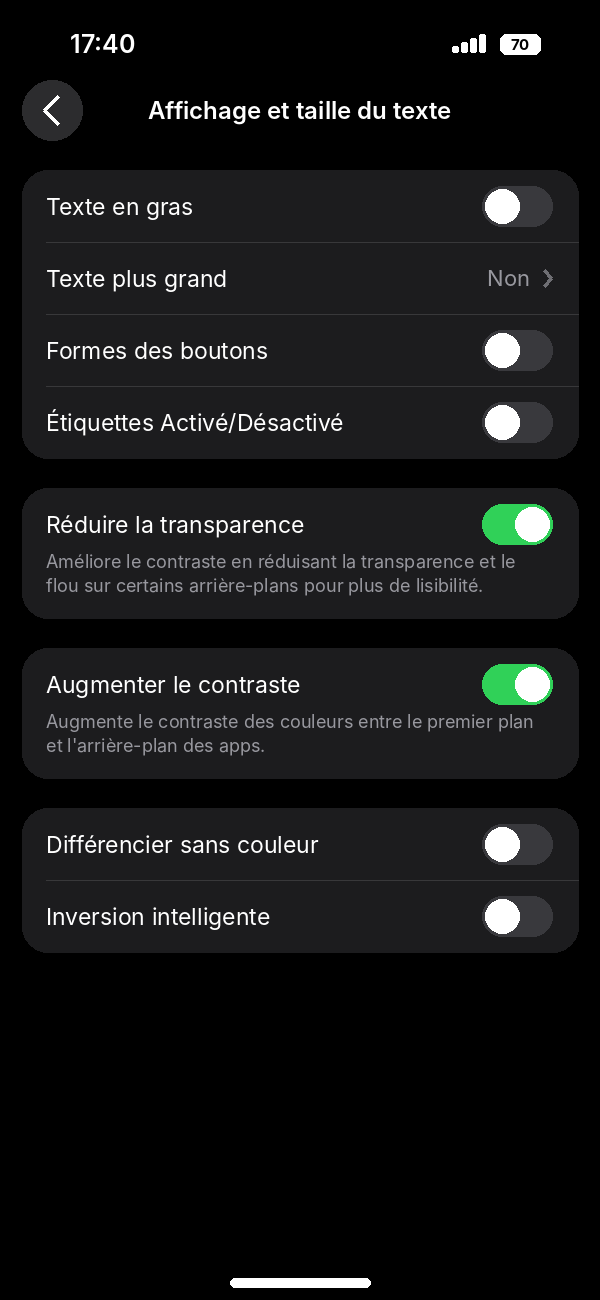 17:40
70
Affichage et taille du texte
Texte en gras
Texte plus grand
Non
Formes des boutons
Étiquettes Activé/Désactivé
Réduire la transparence
Améliore le contraste en réduisant la transparence et le
flou sur certains arrière-plans pour plus de lisibilité.
Augmenter le contraste
Augmente le contraste des couleurs entre le premier plan
et l'arrière-plan des apps.
Différencier sans couleur
Inversion intelligente